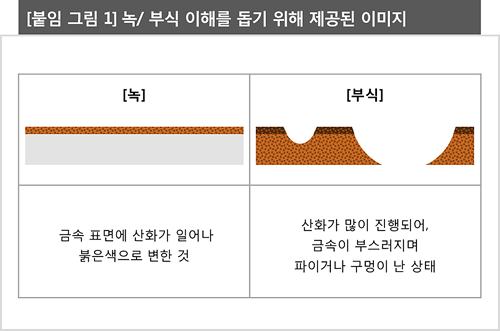 [붙임 그림 1] 녹/ 부식 이해를 돕기 위해 제공된 이미지
[녹]
[부식]
금속 표면에 산화가 일어나
붉은색으로 변한 것
산화가 많이 진행되어,
금속이 부스러지며
파이거나 구멍이 난 상태